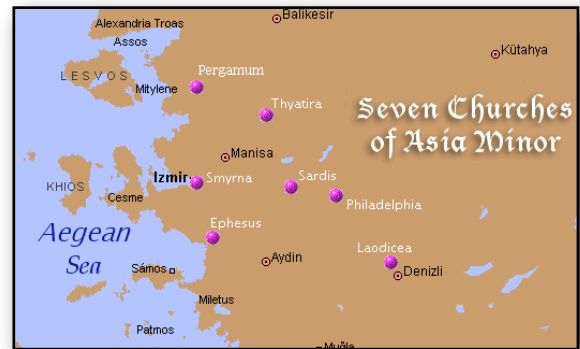 Alexandria Troas
Balikesir
Assos
Kütahya
LESVOS
Pergamum
Mitylene
Thyatira
Seven Churches
of Asia Minor
Manisa
Izmir
Smyrna
Sardis
KHIOS
Cesme
Philadelphia
Ephesus
Aegean
Sea
Laodicea
Aydin
Sámos
Denizli
Miletus
Patmos
Muğla